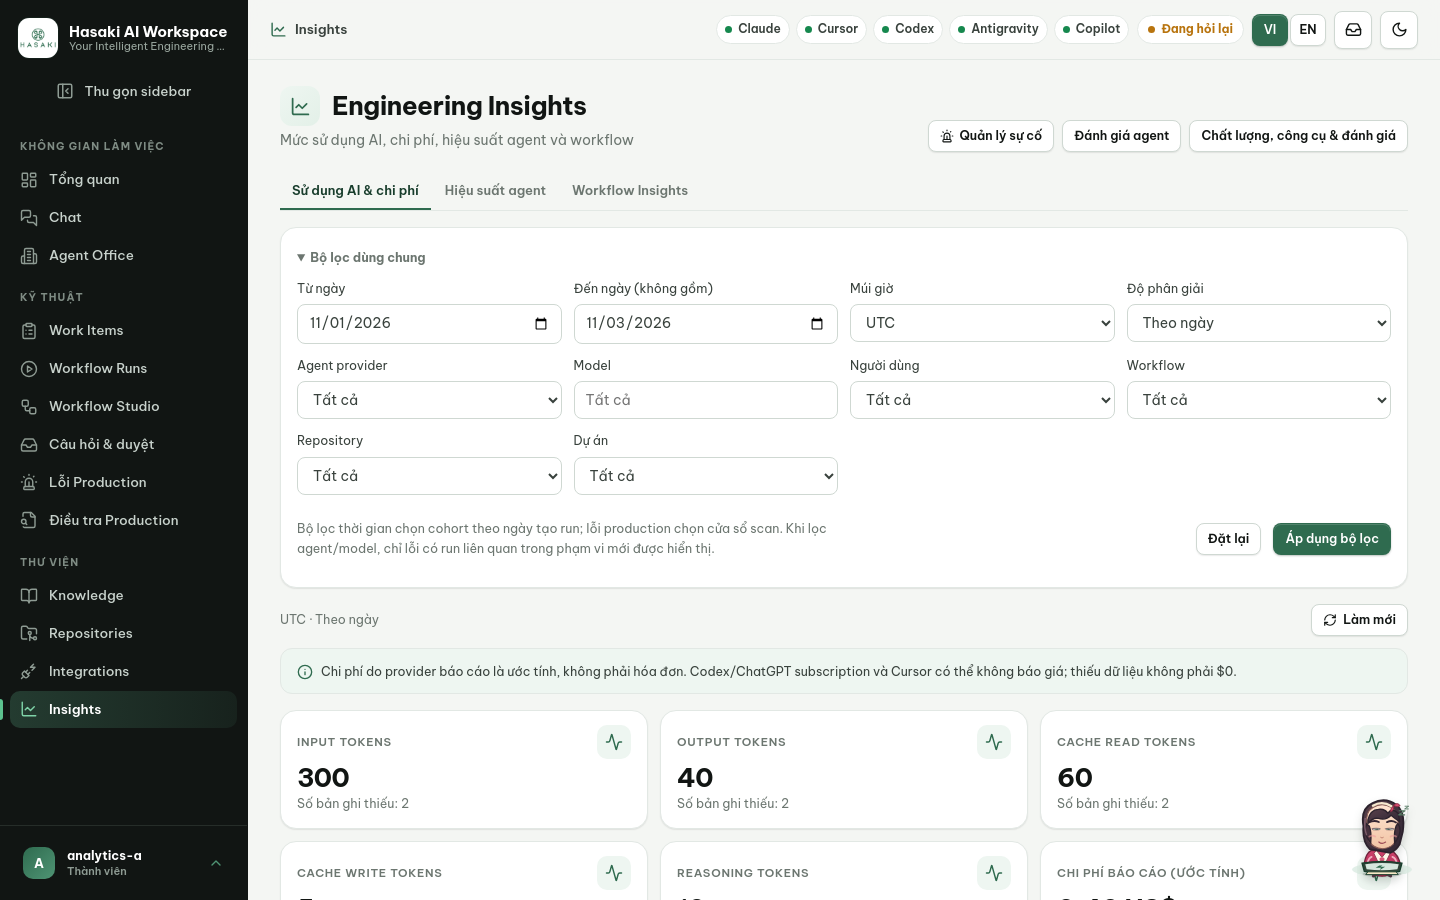 HASAKI
Hasaki AI Workspace
Your Intelligent Engineering ...
Thu gọn sidebar
KHÔNG GIAN LÀM VIỆC
Tổng quan
Chat
Agent Office
KỸ THUẬT
Work Items
Workflow Runs
Workflow Studio
Câu hỏi & duyệt
Lỗi Production
Điều tra Production
THƯ VIỆN
Knowledge
Repositories
Integrations
Insights
A
analytics-a
Thành viên
Insights
Claude
Cursor
Codex
Antigravity
Copilot
Đang hỏi lại
VI
EN
Engineering Insights
Mức sử dụng AI, chi phí, hiệu suất agent và workflow
Quản lý sự cố
Đánh giá agent
Chất lượng, công cụ & đánh giá
Sử dụng AI & chi phí
Hiệu suất agent
Workflow Insights
▼ Bộ lọc dùng chung
Từ ngày
Đến ngày (không gồm)
Múi giờ
Độ phân giải
11/01/2026
11/03/2026
UTC
Theo ngày
Agent provider
Model
Người dùng
Workflow
Tất cả
Tất cả
Tất cả
Tất cả
Repository
Dự án
Tất cả
Tất cả
Bộ lọc thời gian chọn cohort theo ngày tạo run; lỗi production chọn cửa sổ scan. Khi lọc
agent/model, chỉ lỗi có run liên quan trong phạm vi mới được hiển thị.
Đặt lại
Áp dụng bộ lọc
UTC · Theo ngày
Làm mới
Chi phí do provider báo cáo là ước tính, không phải hóa đơn. Codex/ChatGPT subscription và Cursor có thể không báo giá; thiếu dữ liệu không phải $0.
INPUT TOKENS
300
Số bản ghi thiếu: 2
OUTPUT TOKENS
40
Số bản ghi thiếu: 2
CACHE READ TOKENS
60
Số bản ghi thiếu: 2
CACHE WRITE TOKENS
REASONING TOKENS
CHI PHÍ BÁO CÁO (ƯỚC TÍNH)